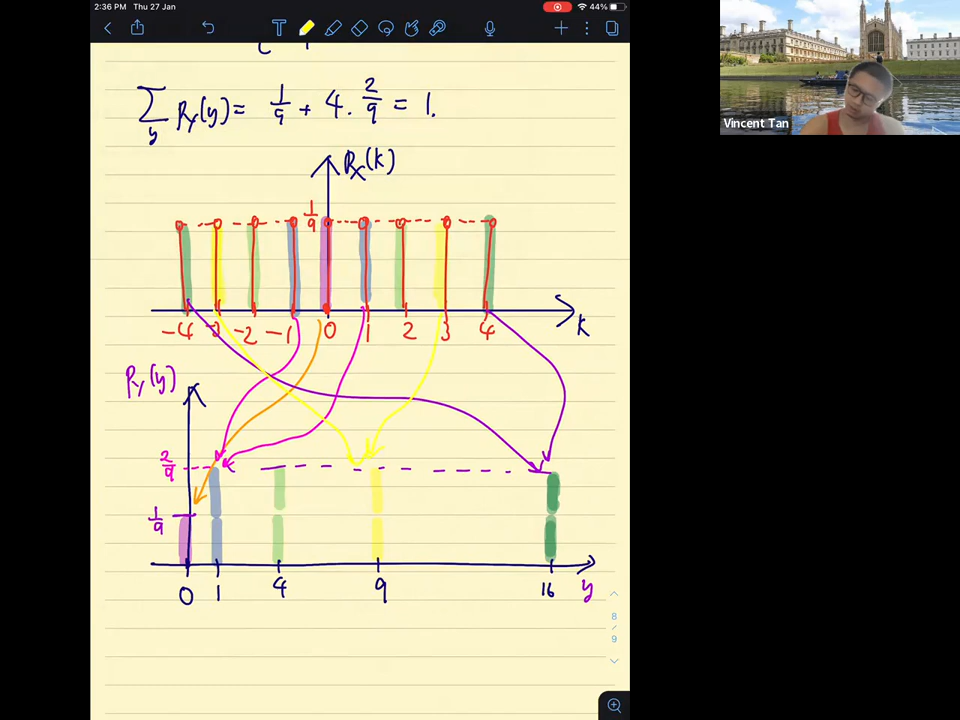 2:36 PM Thu 27 Jan
44%
∑ P_Y(y) = 1/9 + 4 · 2/9 = 1.
y
P_X(k)
1/9
-4 -3 -2 -1 0 1 2 3 4
k
P_Y(y)
2/9
1/9
0 1 4 9 16 y
8
/
9
Vincent Tan